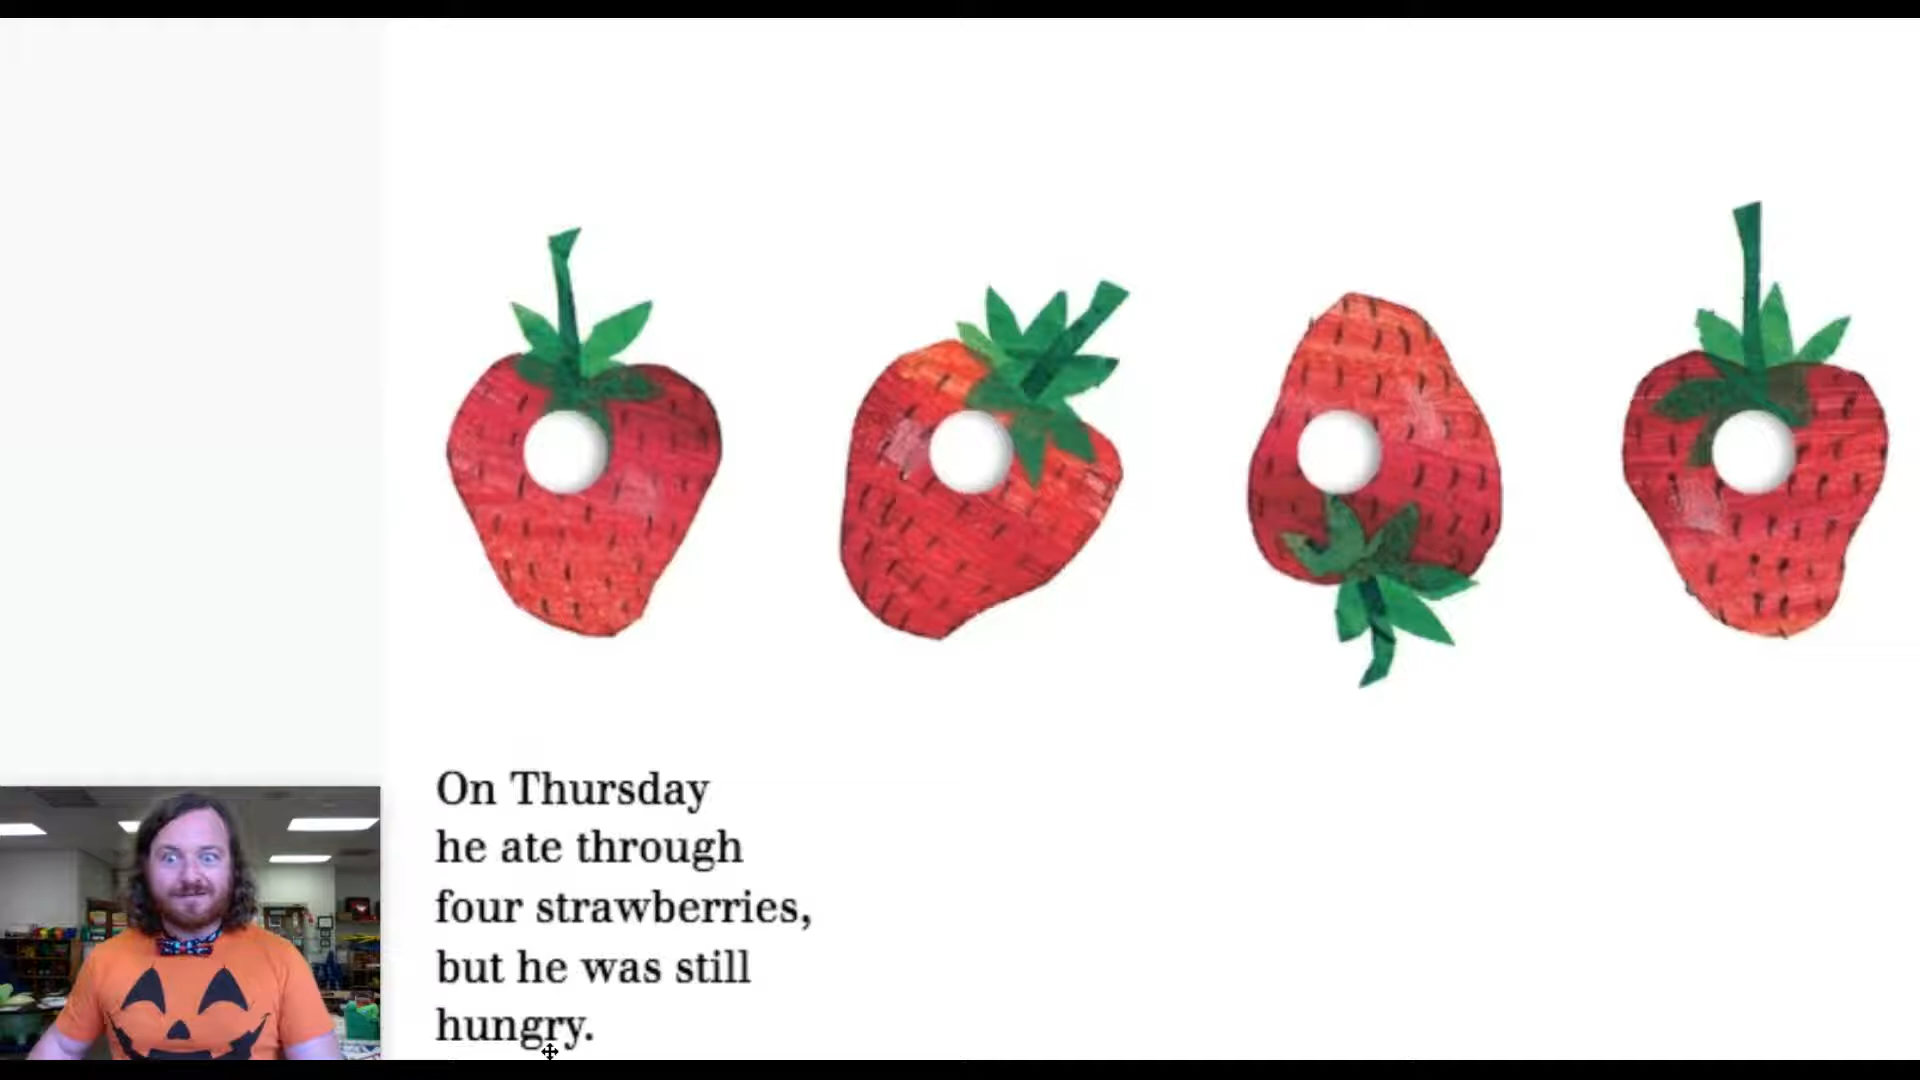 On Thursday
he ate through
four strawberries,
but he was still
hungry.